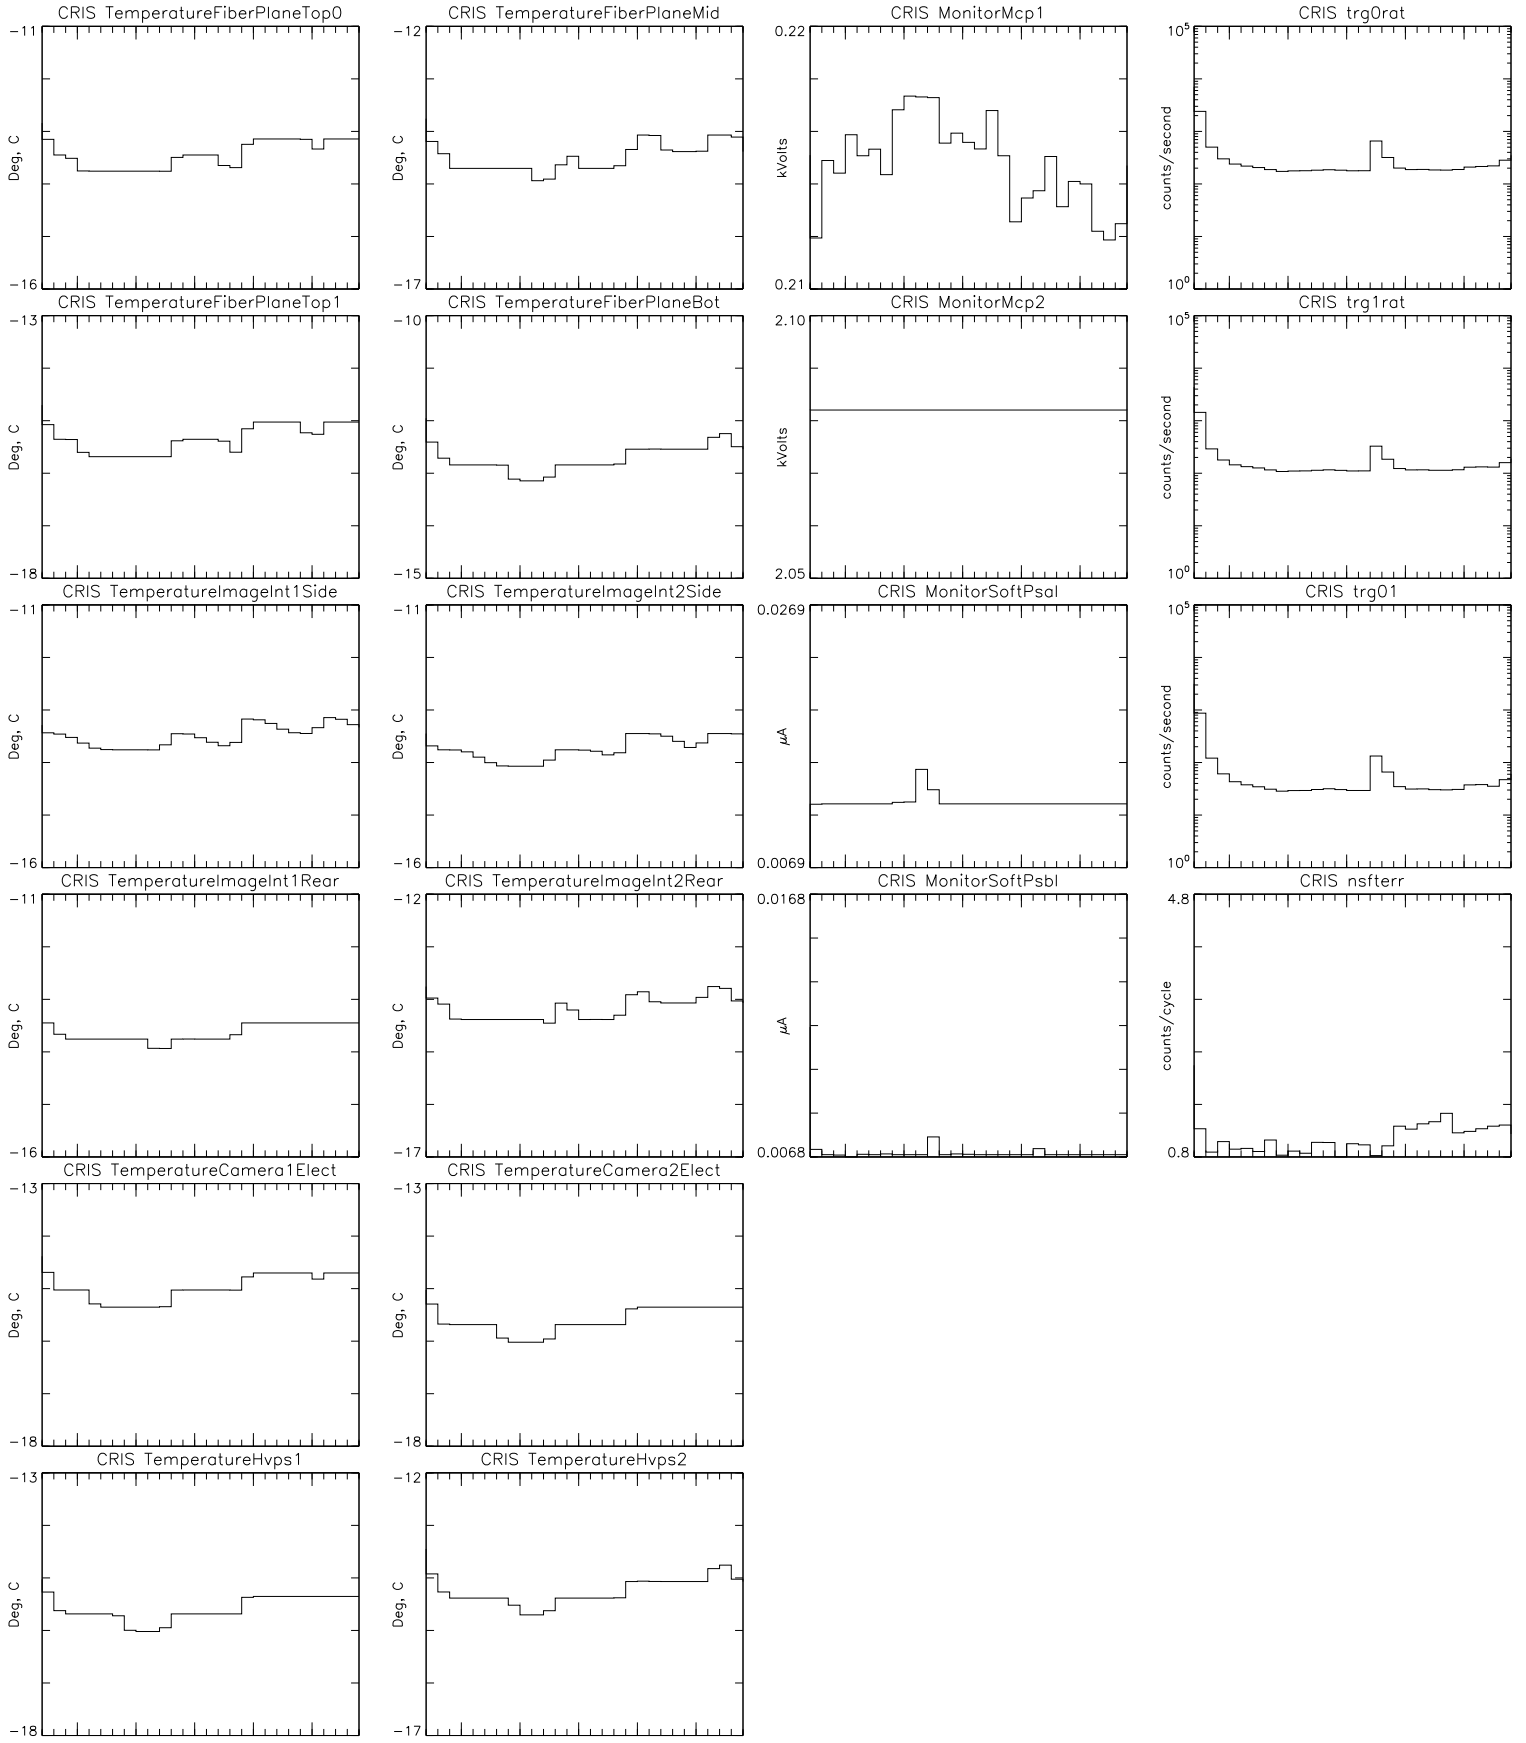 CRIS TemperatureFiberPlaneTop0
CRIS TemperatureFiberPlaneMid
CRIS MonitorMcp1
CRIS trg0rat
-11
-12
0.22
10^5
Deg, C
Deg, C
kVolts
counts/second
-16
-17
0.21
10^0
CRIS TemperatureFiberPlaneTop1
CRIS TemperatureFiberPlaneBot
CRIS MonitorMcp2
CRIS trg1rat
-13
-10
2.10
10^5
Deg, C
Deg, C
kVolts
counts/second
-18
-15
2.05
10^0
CRIS TemperatureImageInt1Side
CRIS TemperatureImageInt2Side
CRIS MonitorSoftPsaI
CRIS trg01
-11
-11
0.0269
10^5
Deg, C
Deg, C
μA
counts/second
-16
-16
0.0069
10^0
CRIS TemperatureImageInt1Rear
CRIS TemperatureImageInt2Rear
CRIS MonitorSoftPsbI
CRIS nsfterr
-11
-12
0.0168
4.8
Deg, C
Deg, C
μA
counts/cycle
-16
-17
0.0068
0.8
CRIS TemperatureCamera1Elect
CRIS TemperatureCamera2Elect
-13
-13
Deg, C
Deg, C
-18
-18
CRIS TemperatureHvps1
CRIS TemperatureHvps2
-13
-12
Deg, C
Deg, C
-18
-17